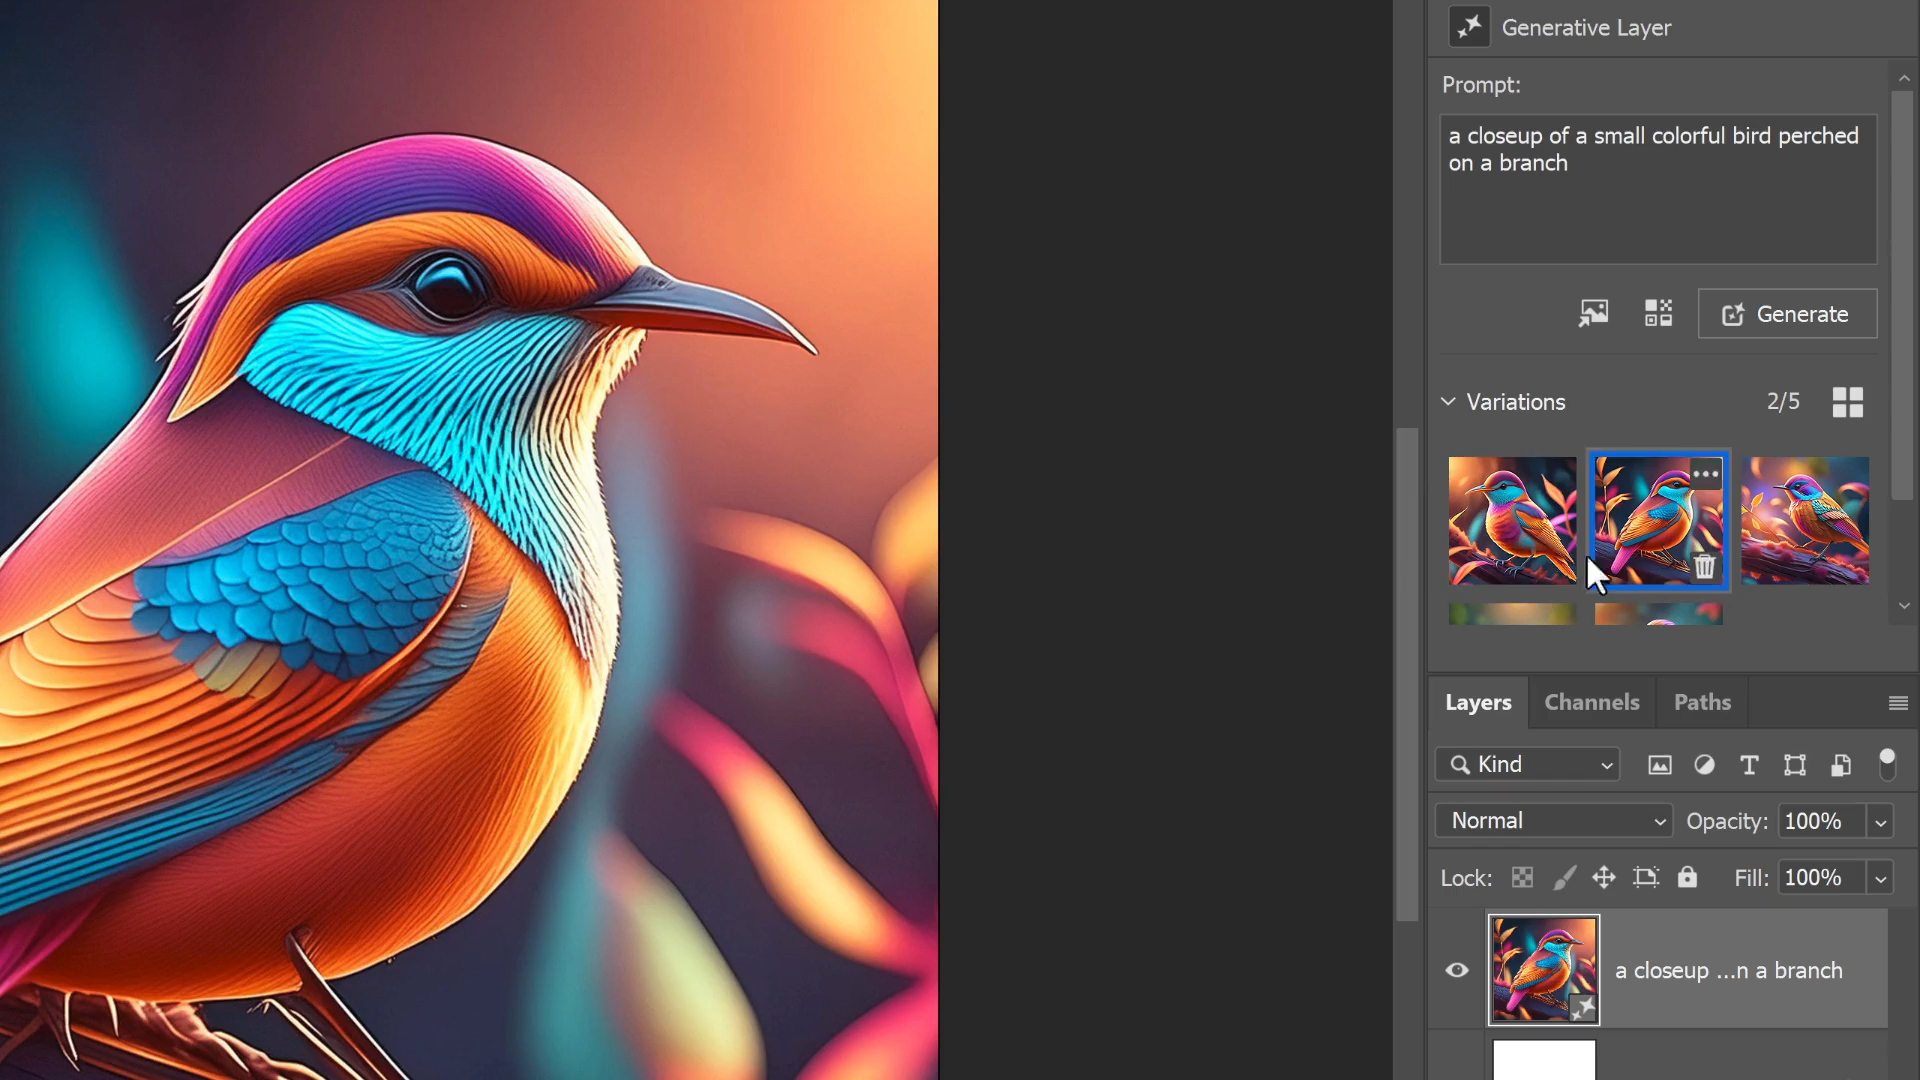 Generative Layer
Prompt:
a closeup of a small colorful bird perched
on a branch
Generate
Variations 2/5
Layers Channels Paths
Kind
Normal Opacity: 100%
Lock: Fill: 100%
a closeup ...n a branch